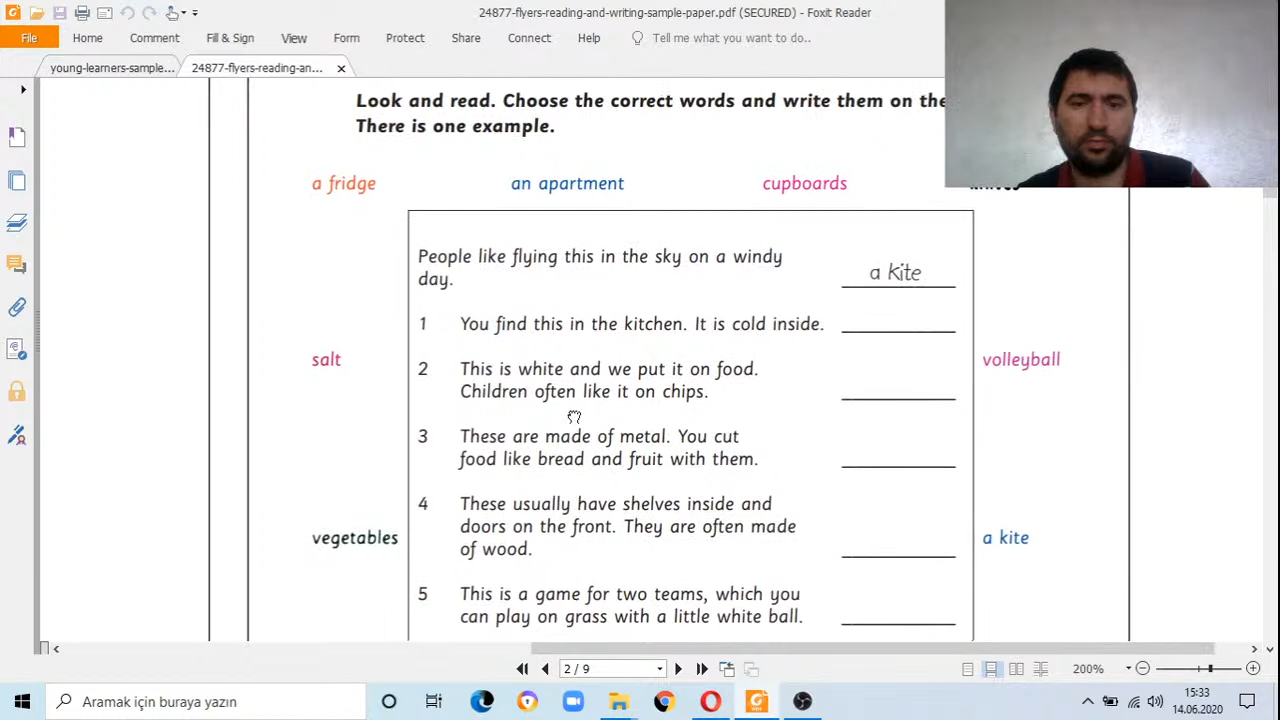 24877-flyers-reading-and-writing-sample-paper.pdf (SECURED) - Foxit Reader
File Home Comment Fill & Sign View Form Protect Share Connect Help Tell me what you want to do..
young-learners-sample... 24877-flyers-reading-an...
Look and read. Choose the correct words and write them on the
There is one example.
a fridge an apartment cupboards
People like flying this in the sky on a windy
day. a kite
1 You find this in the kitchen. It is cold inside.
salt volleyball
2 This is white and we put it on food.
Children often like it on chips.
3 These are made of metal. You cut
food like bread and fruit with them.
4 These usually have shelves inside and
doors on the front. They are often made
of wood.
vegetables a kite
5 This is a game for two teams, which you
can play on grass with a little white ball.
2 / 9 200%
Aramak için buraya yazın
15:33
14.06.2020